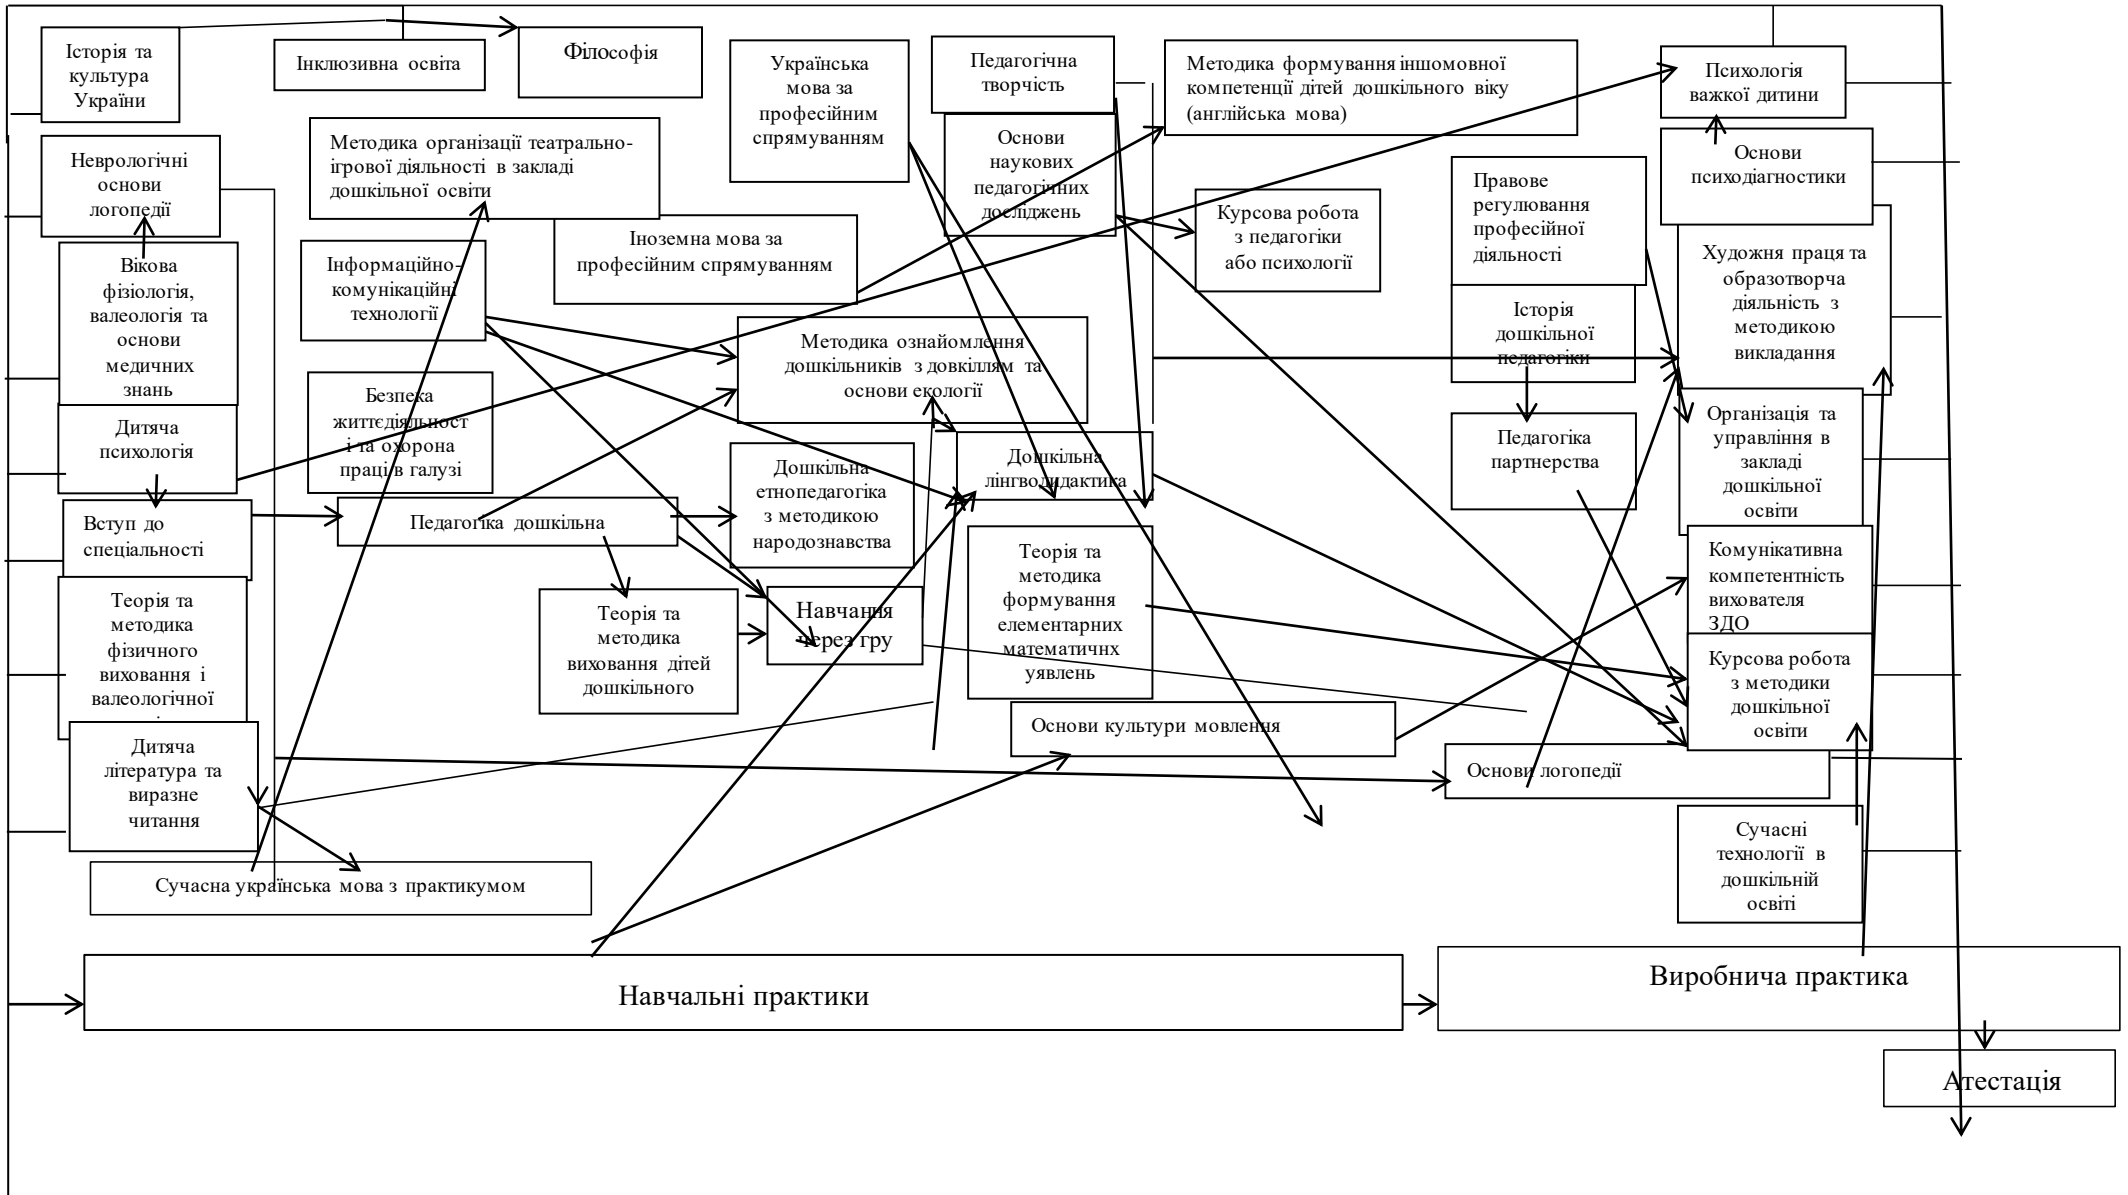 Історія та
культура
України
Інклюзивна освіта
Філософія
Українська
мова за
професійним
спрямуванням
Педагогічна
творчість
Методика формування іншомовної
компетенції дітей дошкільного віку
(англійська мова)
Психологія
важкої дитини
Неврологічні
основи
логопедії
Методика організації театрально-
ігрової діяльності в закладі
дошкільної освіти
Основи
наукових
педагогічних
досліджень
Основи
психодіагностики
Правове
регулювання
професійної
діяльності
Курсова робота
з педагогіки
або психології
Іноземна мова за
професійним спрямуванням
Вікова
фізіологія,
валеологія та
основи
медичних
знань
Інформаційно-
комунікаційні
технології
Художня праця та
образотворча
діяльність з
методикою
викладання
Історія
дошкільної
педагогіки
Методика ознайомлення
дошкільників з довкіллям та
основи екології
Безпека
життєдіяльност
і та охорона
праці в галузі
Дитяча
психологія
Організація та
управління в
закладі
дошкільної
освіти
Педагогіка
партнерства
Дошкільна
лінгводидактика
Дошкільна
етнопедагогіка
з методикою
народознавства
Вступ до
спеціальності
Педагогіка дошкільна
Теорія та
методика
формування
елементарних
математичнх
уявлень
Комунікативна
компетентність
вихователя
ЗДО
Теорія та
методика
фізичного
виховання і
валеологічної
Теорія та
методика
виховання дітей
дошкільного
Навчання
через гру
Курсова робота
з методики
дошкільної
освіти
Основи культури мовлення
Дитяча
література та
виразне
читання
Основи логопедії
Сучасні
технології в
дошкільній
освіті
Сучасна українська мова з практикумом
Навчальні практики
Виробнича практика
Атестація